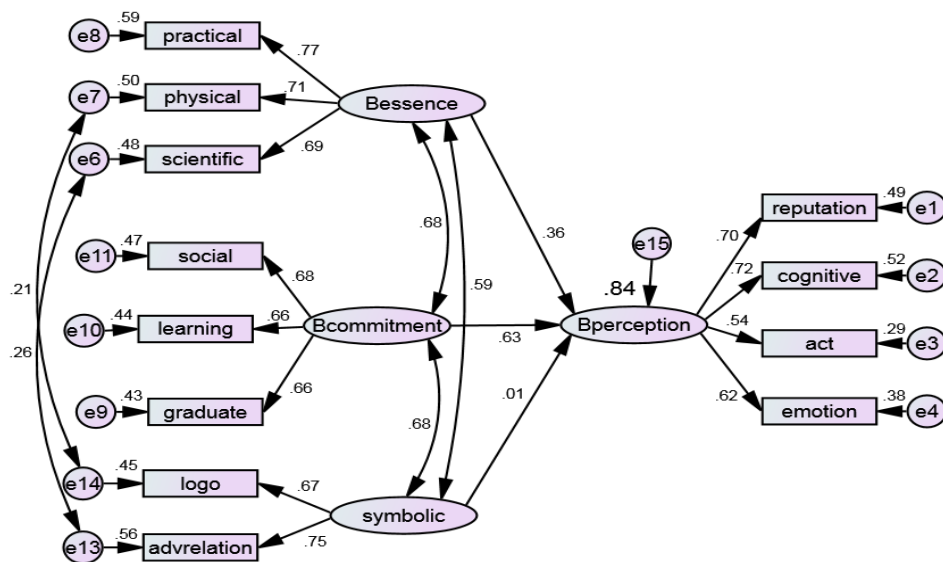 .59
e8
practical
.77
.50
e7
physical
.71
Bessence
.48
e6
scientific
.69
.47
e11
social
.68
.44
e10
learning
.66
Bcommitment
.43
e9
graduate
.66
.45
e14
logo
.67
symbolic
.56
e13
advrelation
.75
.21
.26
.68
.59
.68
.36
.63
.01
e15
.84
Bperception
.70
reputation
.49
e1
.72
cognitive
.52
e2
.54
act
.29
e3
.62
emotion
.38
e4